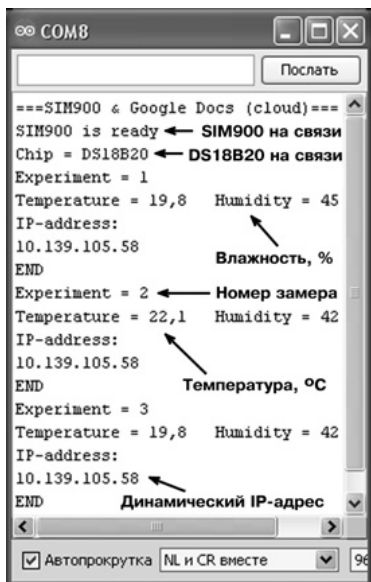 COM8
Послать
===SIM900 & Google Docs (cloud)===
SIM900 is ready SIM900 на связи
Chip = DS18B20 DS18B20 на связи
Experiment = 1
Temperature = 19,8 Humidity = 45
IP-address:
10.139.105.58
Влажность, %
END
Experiment = 2 Номер замера
Temperature = 22,1 Humidity = 42
IP-address:
10.139.105.58
END Температура, ºС
Experiment = 3
Temperature = 19,8 Humidity = 42
IP-address:
10.139.105.58
END Динамический IP-адрес
Автопрокрутка NL и CR вместе 96